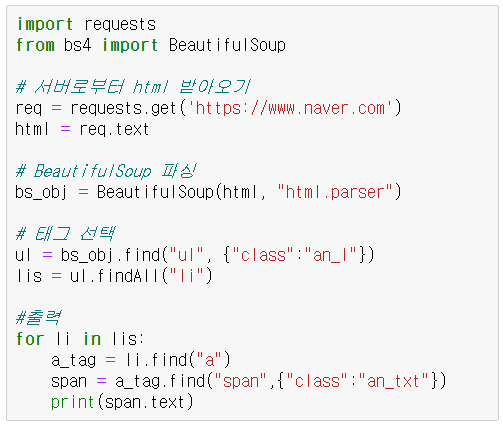 import requests
from bs4 import BeautifulSoup
# 서버로부터 html 받아오기
req = requests.get('https://www.naver.com')
html = req.text
# BeautifulSoup 파싱
bs_obj = BeautifulSoup(html, "html.parser")
# 태그 선택
ul = bs_obj.find("ul", {"class":"an_l"})
lis = ul.findAll("li")
#출력
for li in lis:
    a_tag = li.find("a")
    span = a_tag.find("span",{"class":"an_txt"})
    print(span.text)